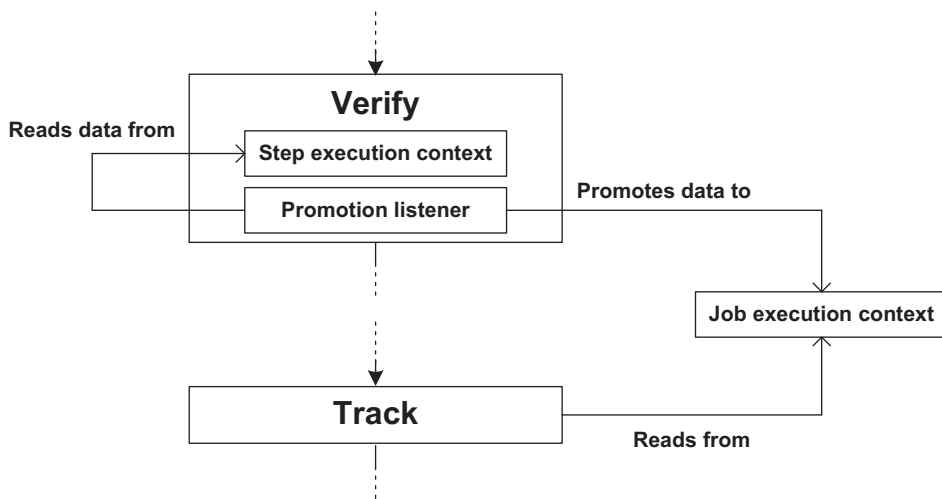 Verify
Reads data from
Step execution context
Promotion listener
Promotes data to
Job execution context
Track
Reads from